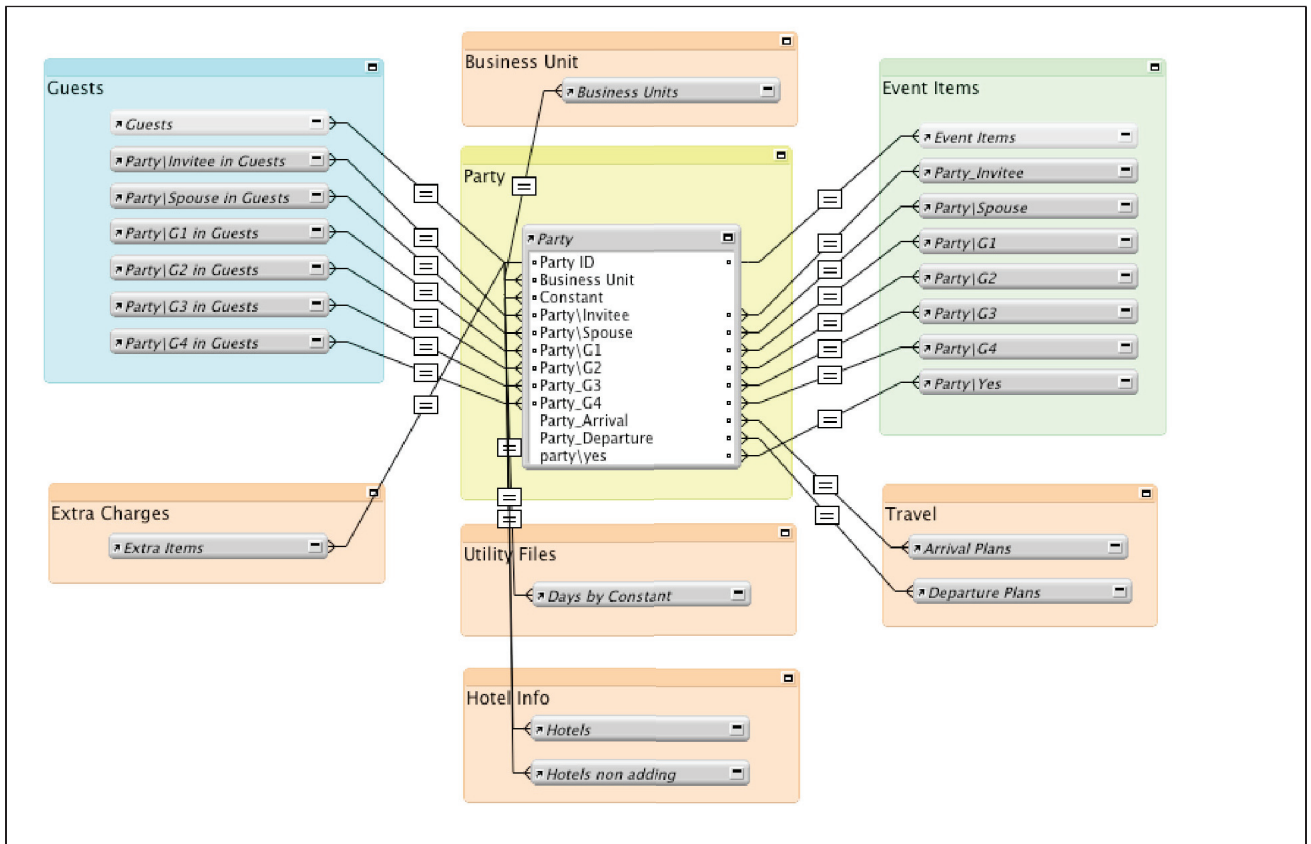 Guests
Guests
Party|Invitee in Guests
Party|Spouse in Guests
Party|G1 in Guests
Party|G2 in Guests
Party|G3 in Guests
Party|G4 in Guests
Extra Charges
Extra Items
Business Unit
Business Units
Party
Party
Party ID
Business Unit
Constant
Party\Invitee
Party\Spouse
Party\G1
Party\G2
Party_G3
Party_G4
Party_Arrival
Party_Departure
party\yes
Utility Files
Days by Constant
Hotel Info
Hotels
Hotels non adding
Event Items
Event Items
Party_Invitee
Party|Spouse
Party|G1
Party|G2
Party|G3
Party|G4
Party|Yes
Travel
Arrival Plans
Departure Plans